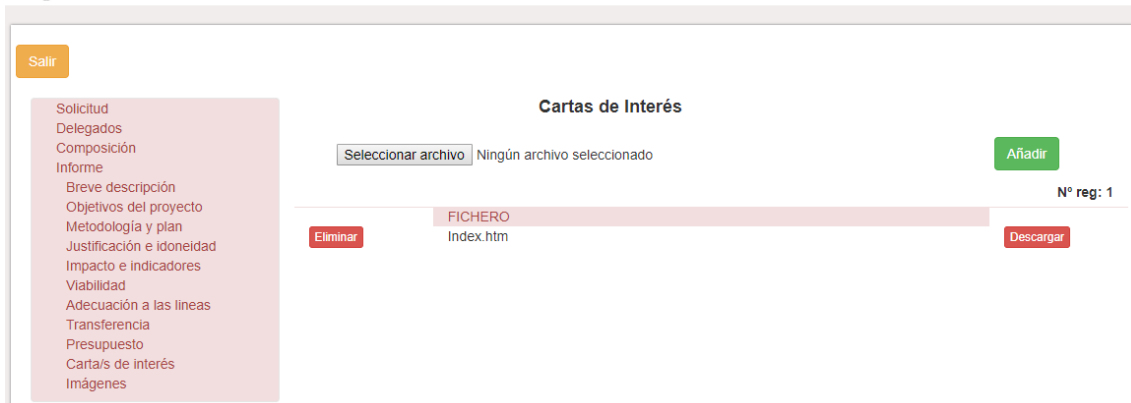 Salir
Solicitud
Delegados
Composición
Informe
Breve descripción
Objetivos del proyecto
Metodología y plan
Justificación e idoneidad
Impacto e indicadores
Viabilidad
Adecuación a las lineas
Transferencia
Presupuesto
Carta/s de interés
Imágenes
Cartas de Interés
Seleccionar archivo Ningún archivo seleccionado Añadir
Nº reg: 1
FICHERO
Eliminar Index.htm Descargar